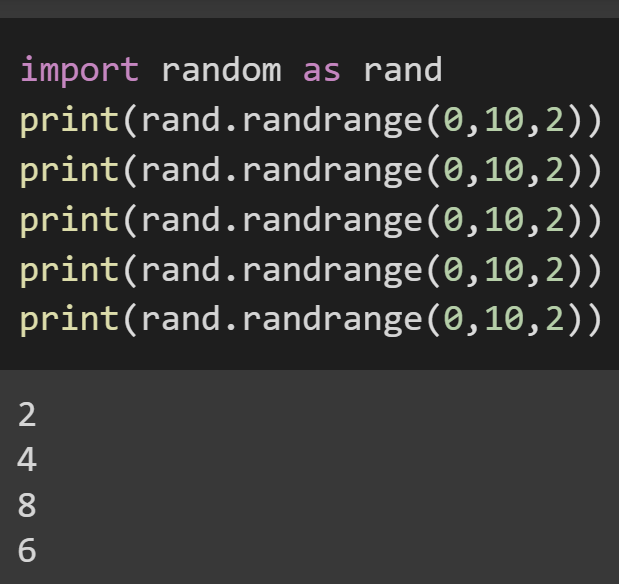 import random as rand
print(rand.randrange(0,10,2))
print(rand.randrange(0,10,2))
print(rand.randrange(0,10,2))
print(rand.randrange(0,10,2))
print(rand.randrange(0,10,2))
2
4
8
6